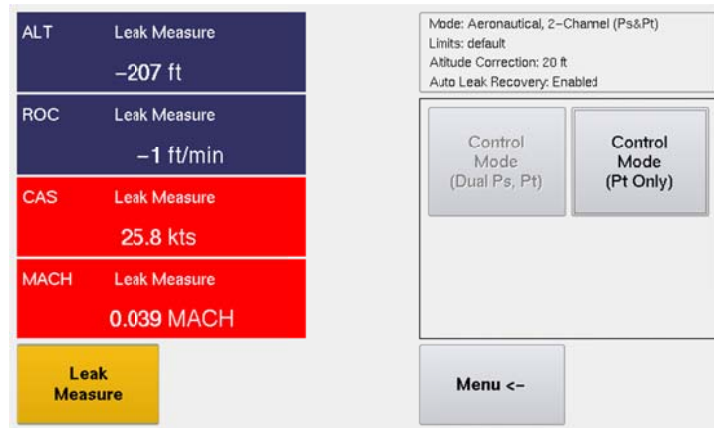 ALT Leak Measure
-207 ft
ROC Leak Measure
-1 ft/min
CAS Leak Measure
25.8 kts
MACH Leak Measure
0.039 MACH
Leak
Measure
Mode: Aeronautical, 2-Channel (Ps&Pt)
Limits: default
Atitude Correction: 20 ft
Auto Leak Recovery: Enabled
Control
Mode
(Dual Ps, Pt)
Control
Mode
(Pt Only)
Menu <-